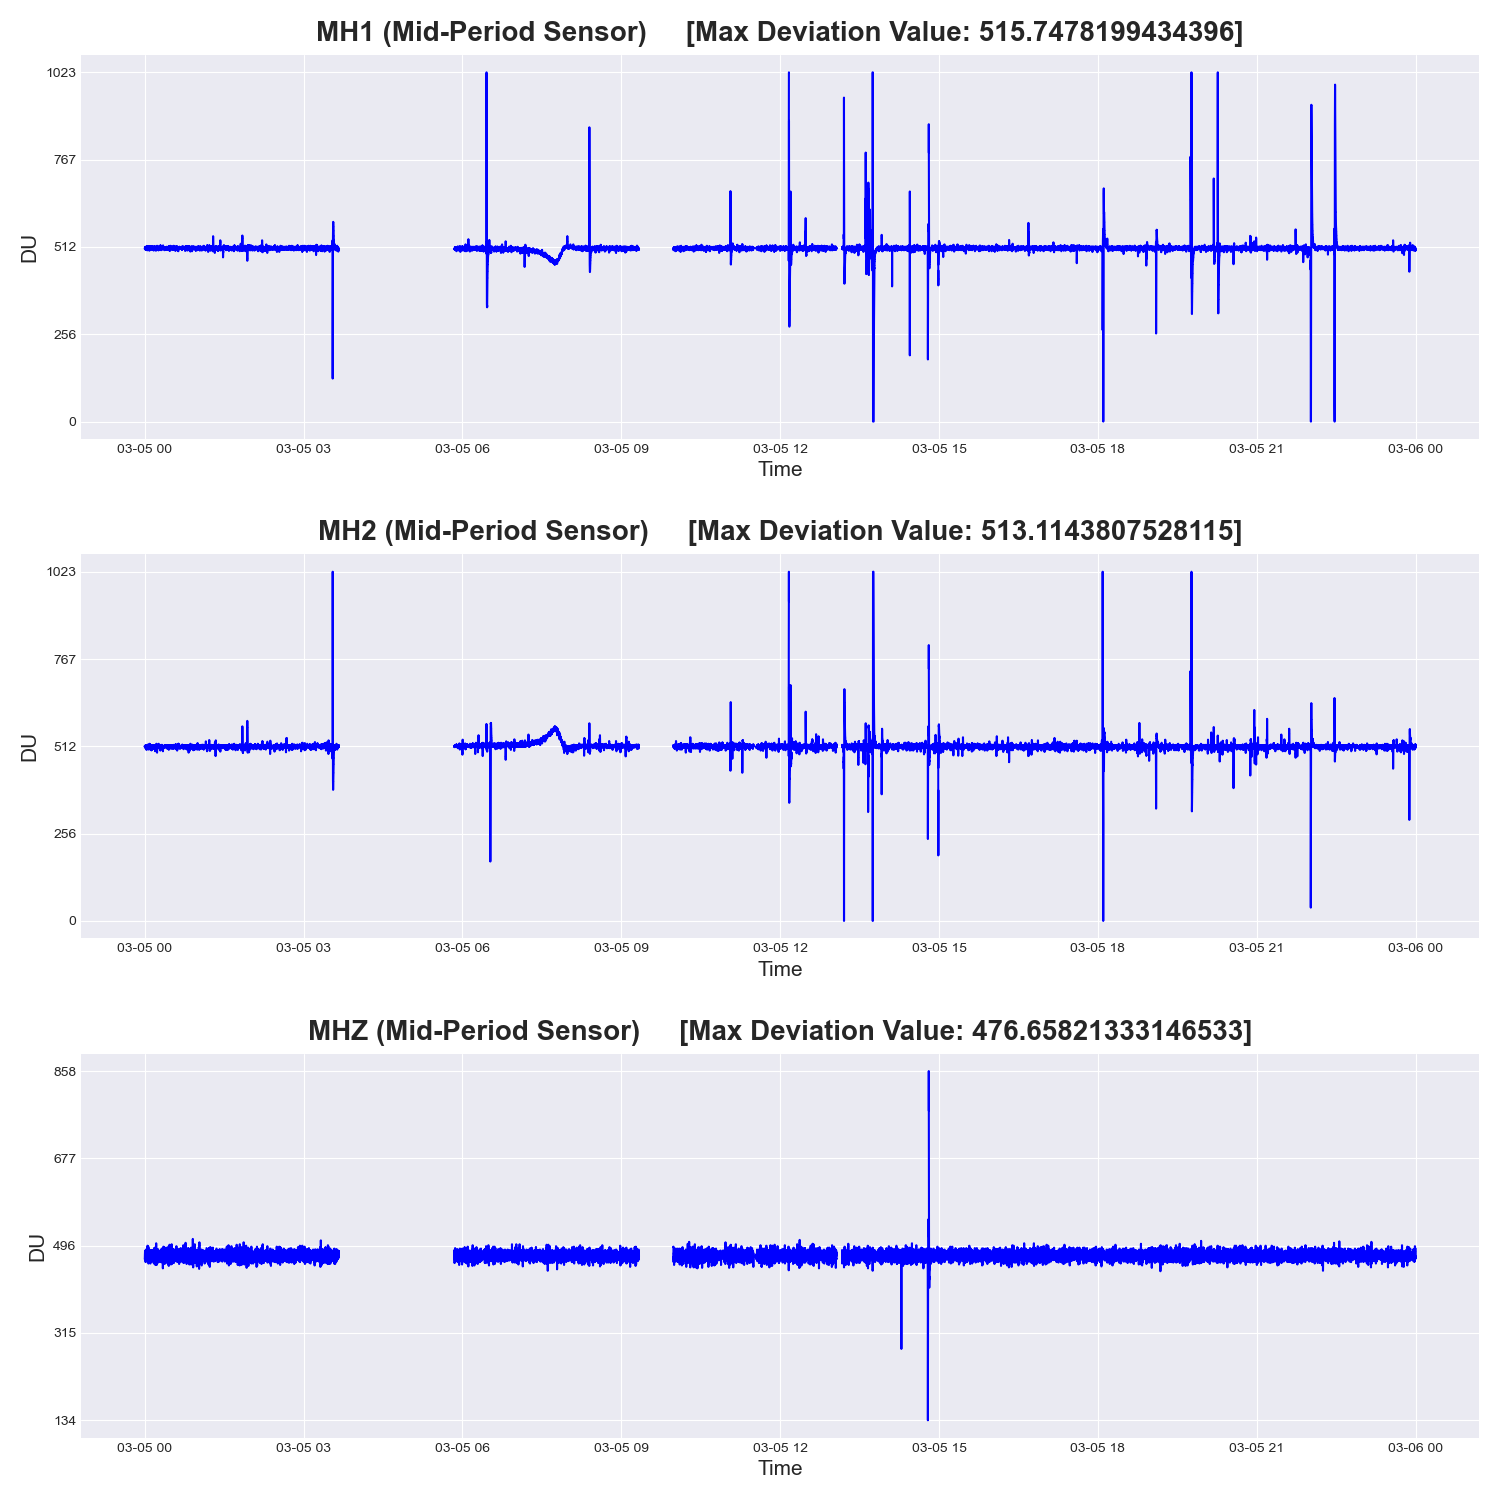 MH1 (Mid-Period Sensor) [Max Deviation Value: 515.7478199434396]
1023
767
512
256
0
DU
03-05 00 03-05 03 03-05 06 03-05 09 03-05 12 03-05 15 03-05 18 03-05 21 03-06 00
Time
MH2 (Mid-Period Sensor) [Max Deviation Value: 513.1143807528115]
1023
767
512
256
0
DU
03-05 00 03-05 03 03-05 06 03-05 09 03-05 12 03-05 15 03-05 18 03-05 21 03-06 00
Time
MHZ (Mid-Period Sensor) [Max Deviation Value: 476.65821333146533]
858
677
496
315
134
DU
03-05 00 03-05 03 03-05 06 03-05 09 03-05 12 03-05 15 03-05 18 03-05 21 03-06 00
Time